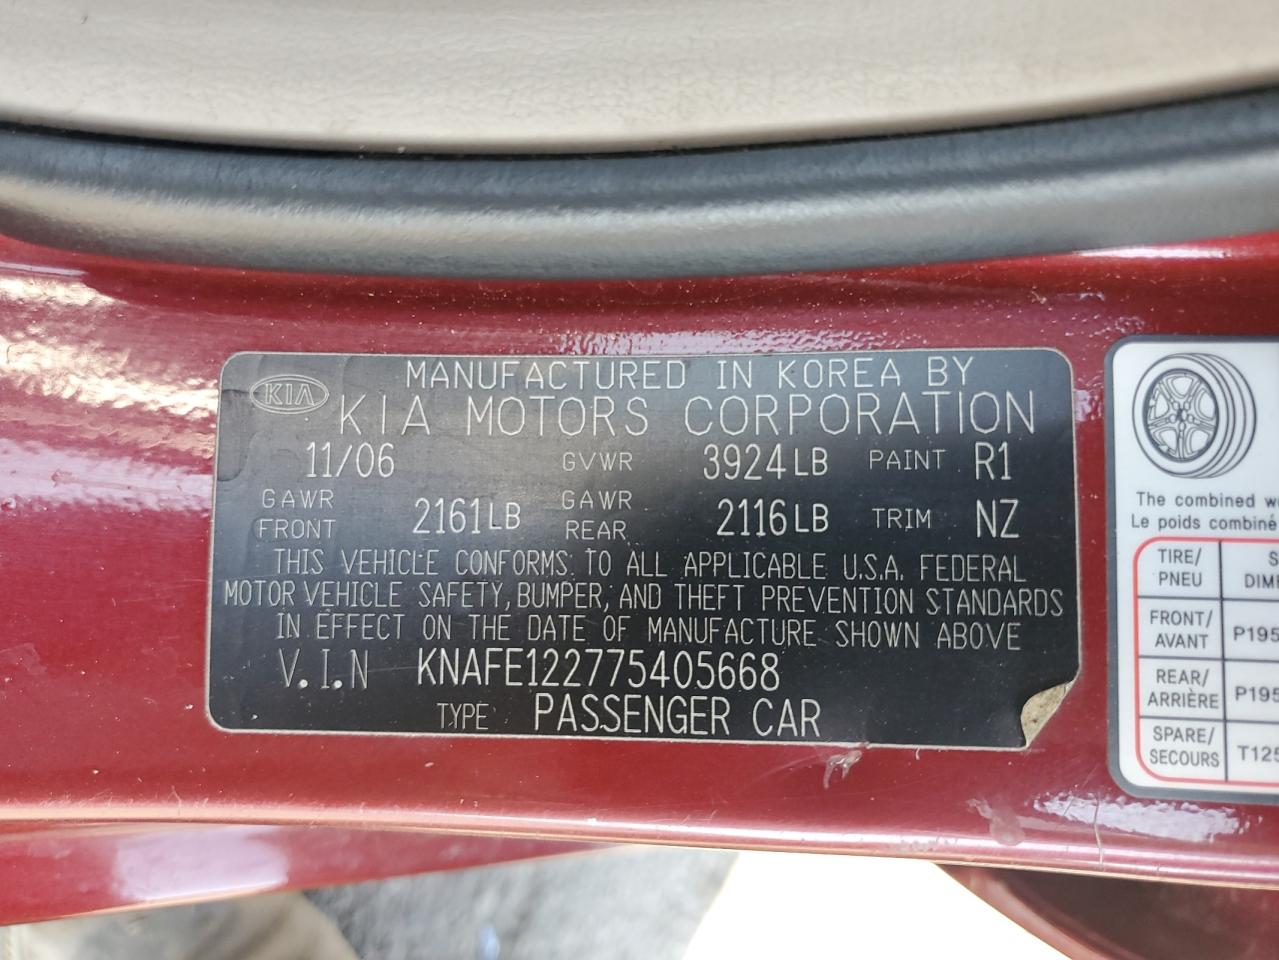 KIA
MANUFACTURED IN KOREA BY
KIA MOTORS CORPORATION
11/06 GVWR 3924LB PAINT R1
GAWR FRONT 2161LB GAWR REAR 2116LB TRIM NZ
THIS VEHICLE CONFORMS TO ALL APPLICABLE U.S.A. FEDERAL
MOTOR VEHICLE SAFETY, BUMPER, AND THEFT PREVENTION STANDARDS
IN EFFECT ON THE DATE OF MANUFACTURE SHOWN ABOVE
V.I.N KNAFE122775405668
TYPE PASSENGER CAR
The combined
Le poids combiné
TIRE/
PNEU
FRONT/
AVANT P195
REAR/
ARRIÈRE P195
SPARE/
SECOURS T125